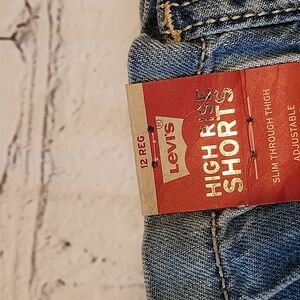 12 REG
Levi's®
HIGH RISE
SHORTS
SLIM THROUGH THIGH
ADJUSTABLE